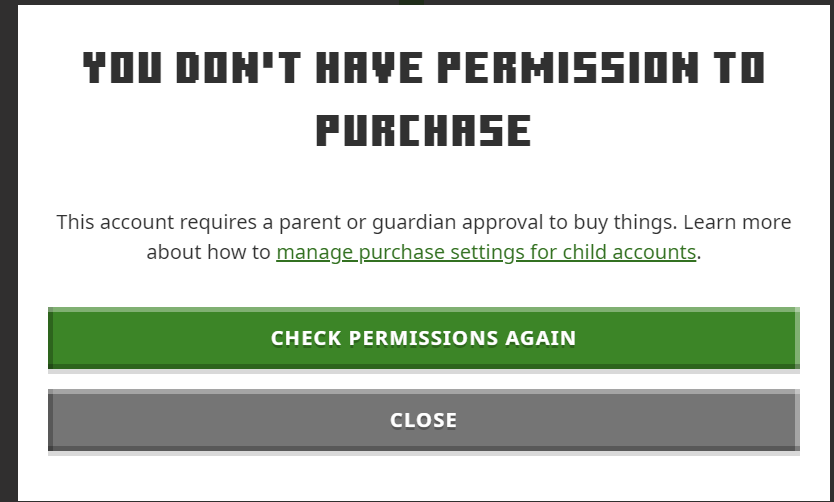 YOU DON'T HAVE PERMISSION TO
PURCHASE
This account requires a parent or guardian approval to buy things. Learn more
about how to manage purchase settings for child accounts.
CHECK PERMISSIONS AGAIN
CLOSE